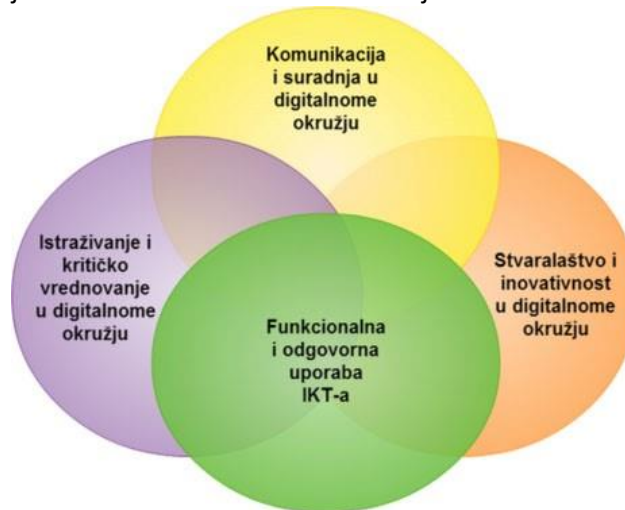 Komunikacija
i suradnja u
digitalnome
okružju
Istraživanje i
kritičko
vrednovanje
u digitalnome
okružju
Stvaralaštvo i
inovativnost
u digitalnome
okružju
Funkcionalna
i odgovorna
uporaba
IKT-a